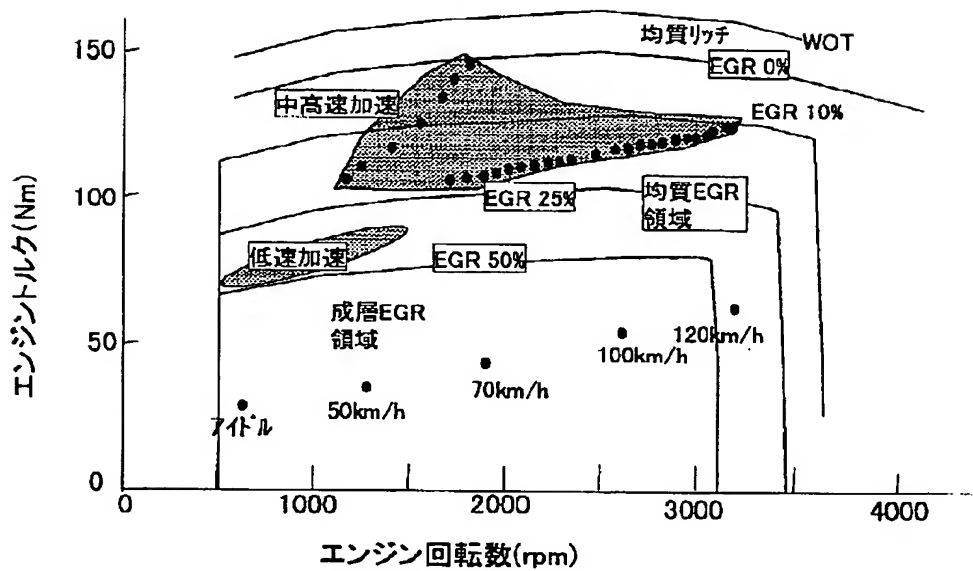 150
均質リッチ
WOT
EGR 0%
中高速加速
EGR 10%
100
EGR 25%
均質EGR
領域
低速加速
EGR 50%
エンジントルク(Nm)
成層EGR
領域
50
120km/h
100km/h
70km/h
50km/h
アイドル
0
0
1000
2000
3000
4000
エンジン回転数(rpm)